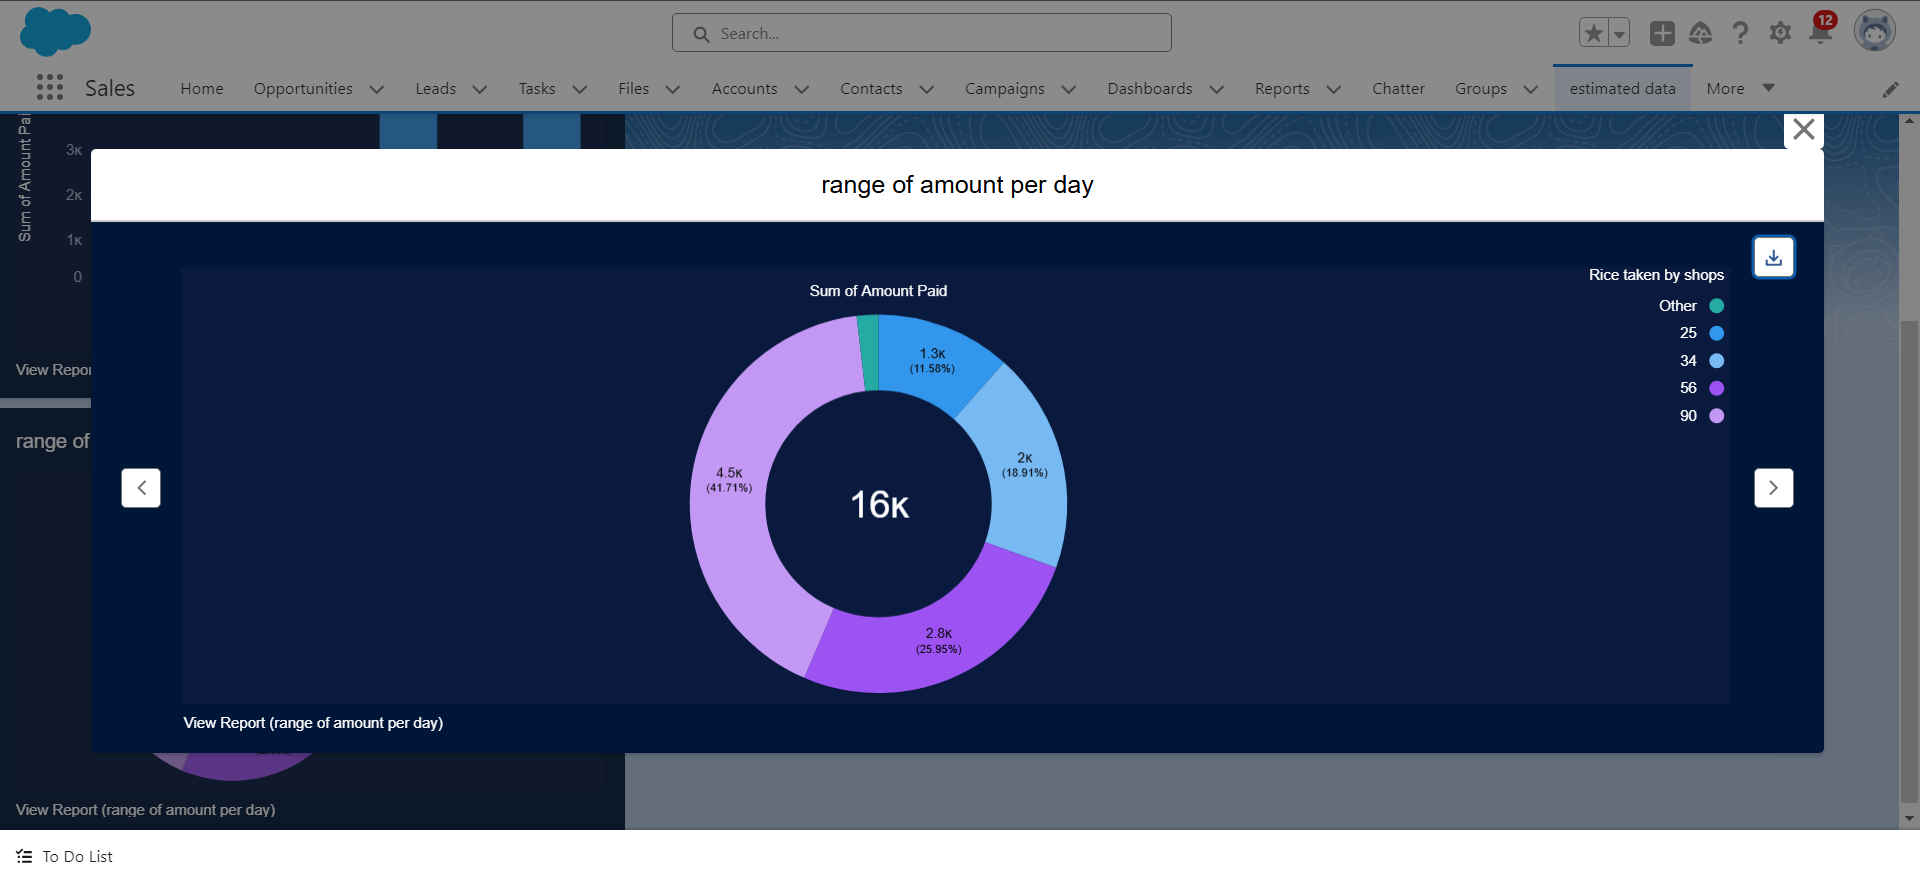 Search...
12
Sales
Home
Opportunities
Leads
Tasks
Files
Accounts
Contacts
Campaigns
Dashboards
Reports
Chatter
Groups
estimated data
More
Sum of Amount Pai
3K
2K
1K
0
View Repor
range of
range of amount per day
Sum of Amount Paid
Rice taken by shops
Other
25
34
56
90
1.3K
(11.58%)
2K
(18.91%)
4.5K
(41.71%)
16K
2.8K
(25.95%)
View Report (range of amount per day)
View Report (range of amount per day)
To Do List